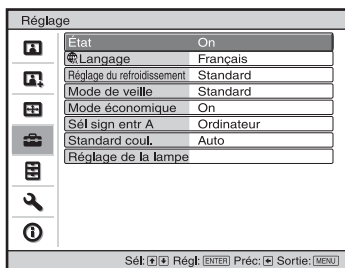 Réglage
État On
Langage Français
Réglage du refroidissement Standard
Mode de veille Standard
Mode économique On
Sél sign entr A Ordinateur
Standard coul. Auto
Réglage de la lampe
Sél: Régl: ENTER Préc: Sortie: MENU